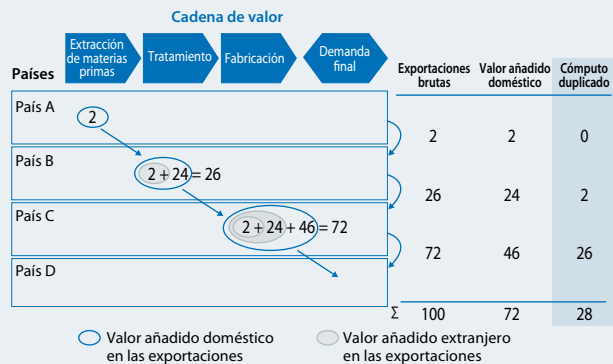 Cadena de valor
Extracción
de materias
primas
Tratamiento
Fabricación
Demanda
final
Países
Exportaciones
brutas
Valor añadido
doméstico
Cómputo
duplicado
País A
2
2 2 0
País B
2 + 24 = 26
26 24 2
País C
2 + 24 + 46 = 72
72 46 26
País D
Σ 100 72 28
Valor añadido doméstico
en las exportaciones
Valor añadido extranjero
en las exportaciones